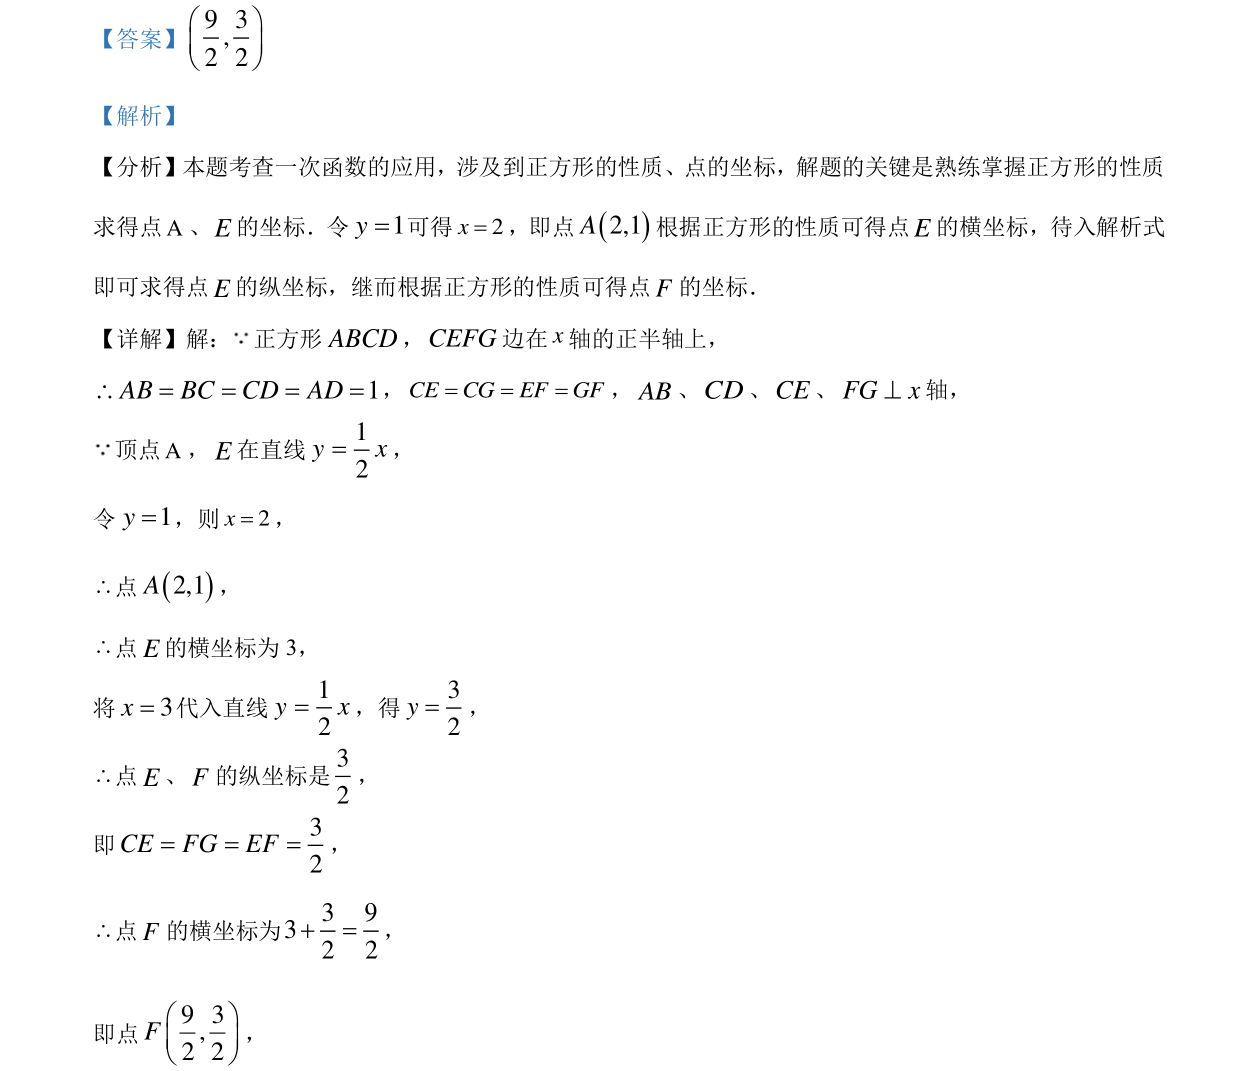 【答案】(9/2,3/2)
【解析】
【分析】本题考查一次函数的应用，涉及到正方形的性质、点的坐标，解题的关键是熟练掌握正方形的性质
求得点A、E的坐标．令y=1可得x=2，即点A(2,1)根据正方形的性质可得点E的横坐标，待入解析式
即可求得点E的纵坐标，继而根据正方形的性质可得点F的坐标．
【详解】解：∵正方形ABCD，CEFG边在x轴的正半轴上，
∴AB=BC=CD=AD=1，CE=CG=EF=GF，AB、CD、CE、FG⊥x轴，
∵顶点A，E在直线y=1/2x，
令y=1，则x=2，
∴点A(2,1)，
∴点E的横坐标为3，
将x=3代入直线y=1/2x，得y=3/2，
∴点E、F的纵坐标是3/2，
即CE=FG=EF=3/2，
∴点F的横坐标为3+3/2=9/2，
即点F(9/2,3/2)，